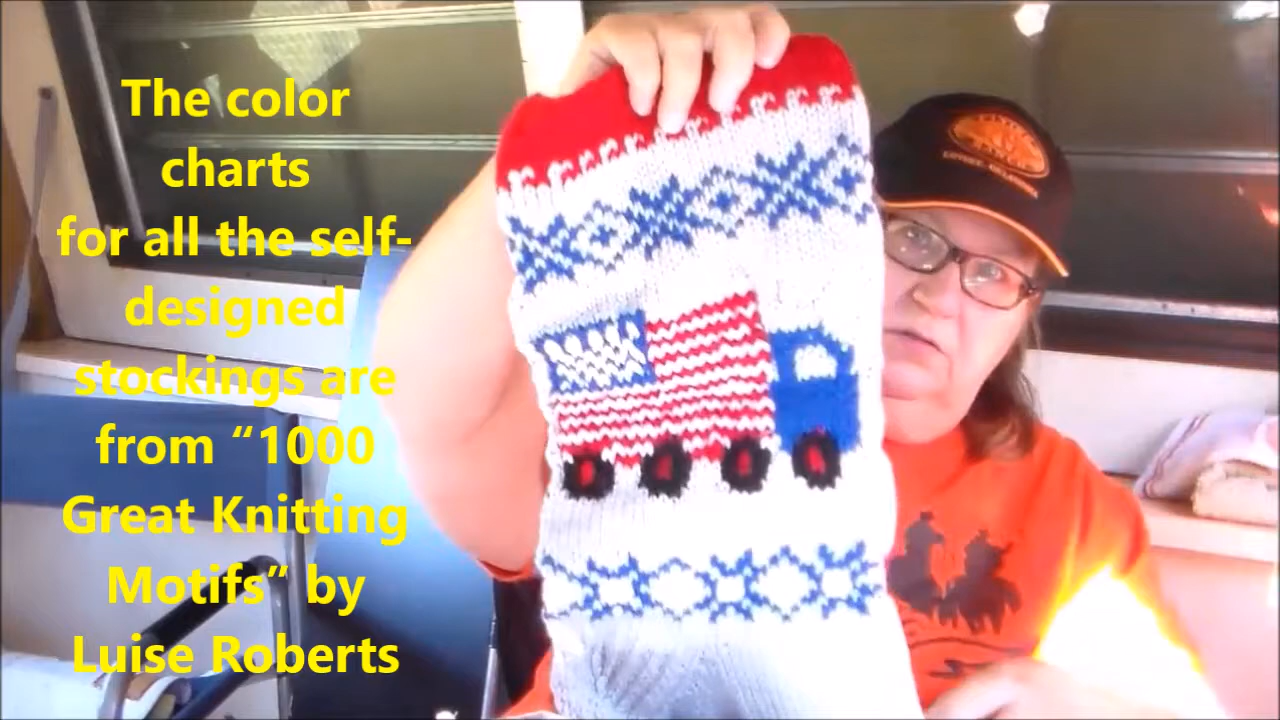 The color
charts
for all the self-
designed
stockings are
from “1000
Great Knitting
Motifs” by
Luise Roberts